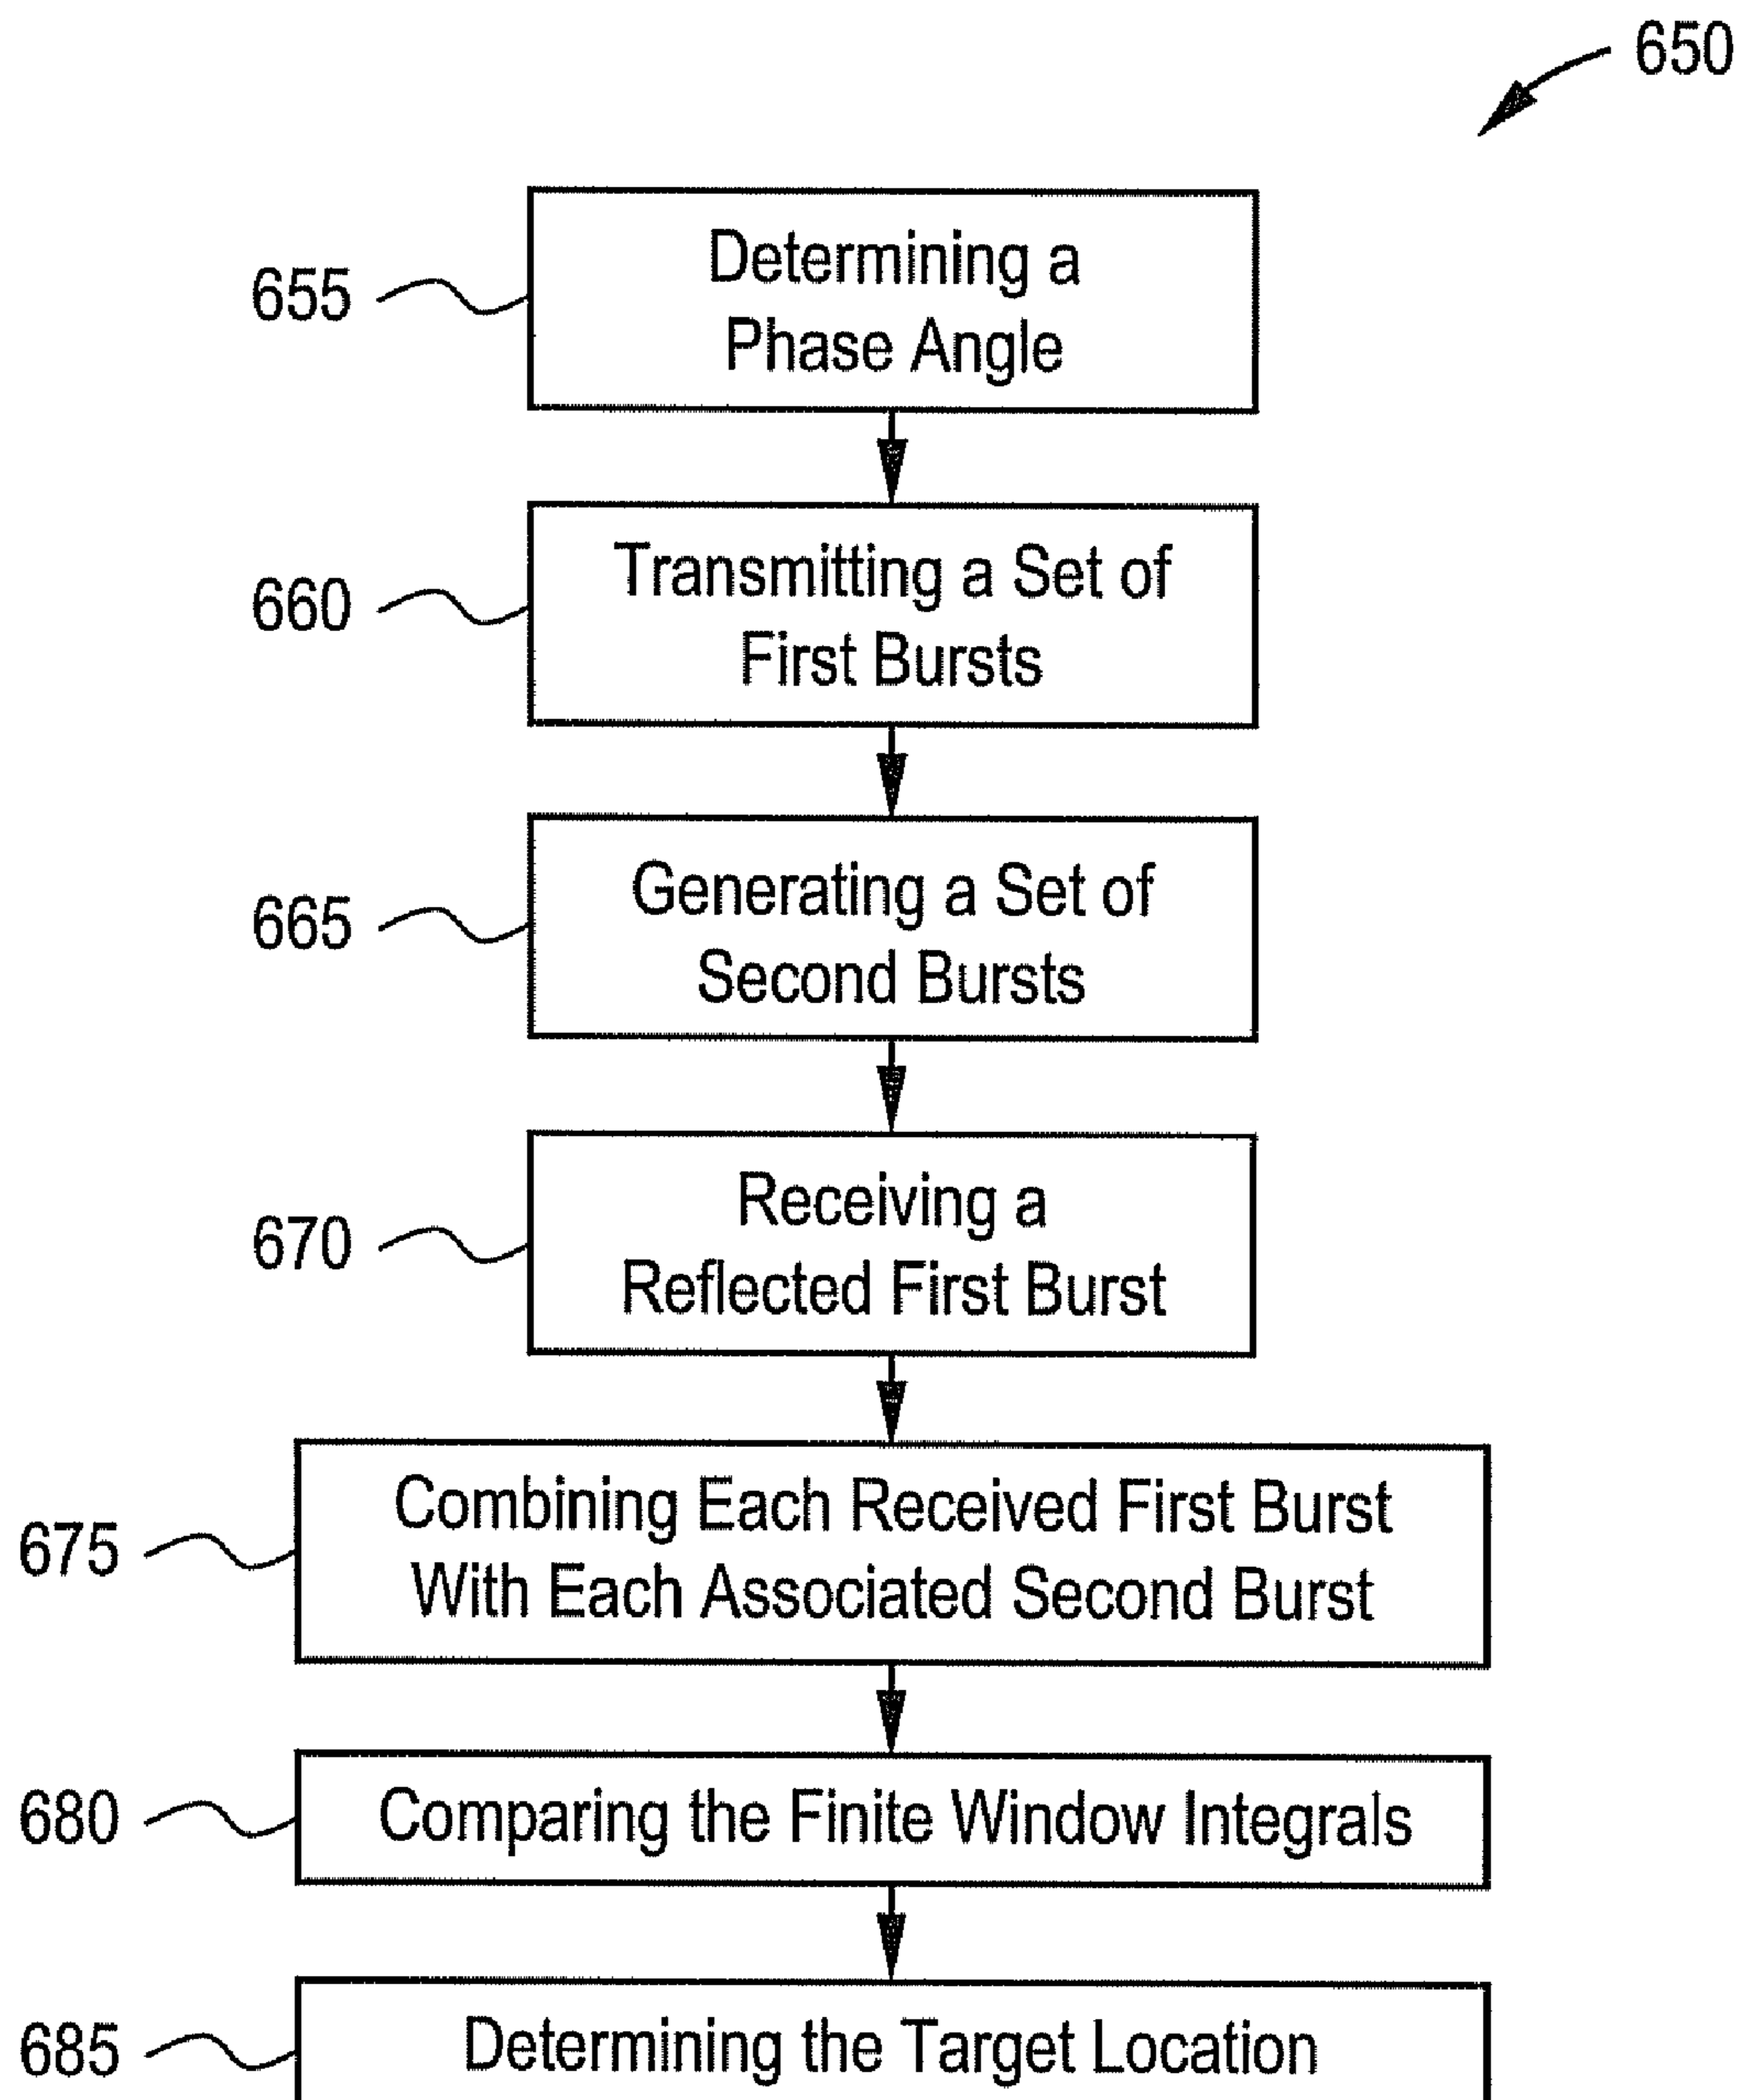 650
655
Determining a
Phase Angle
660
Transmitting a Set of
First Bursts
665
Generating a Set of
Second Bursts
670
Receiving a
Reflected First Burst
675
Combining Each Received First Burst
With Each Associated Second Burst
680
Comparing the Finite Window Integrals
685
Determining the Target Location